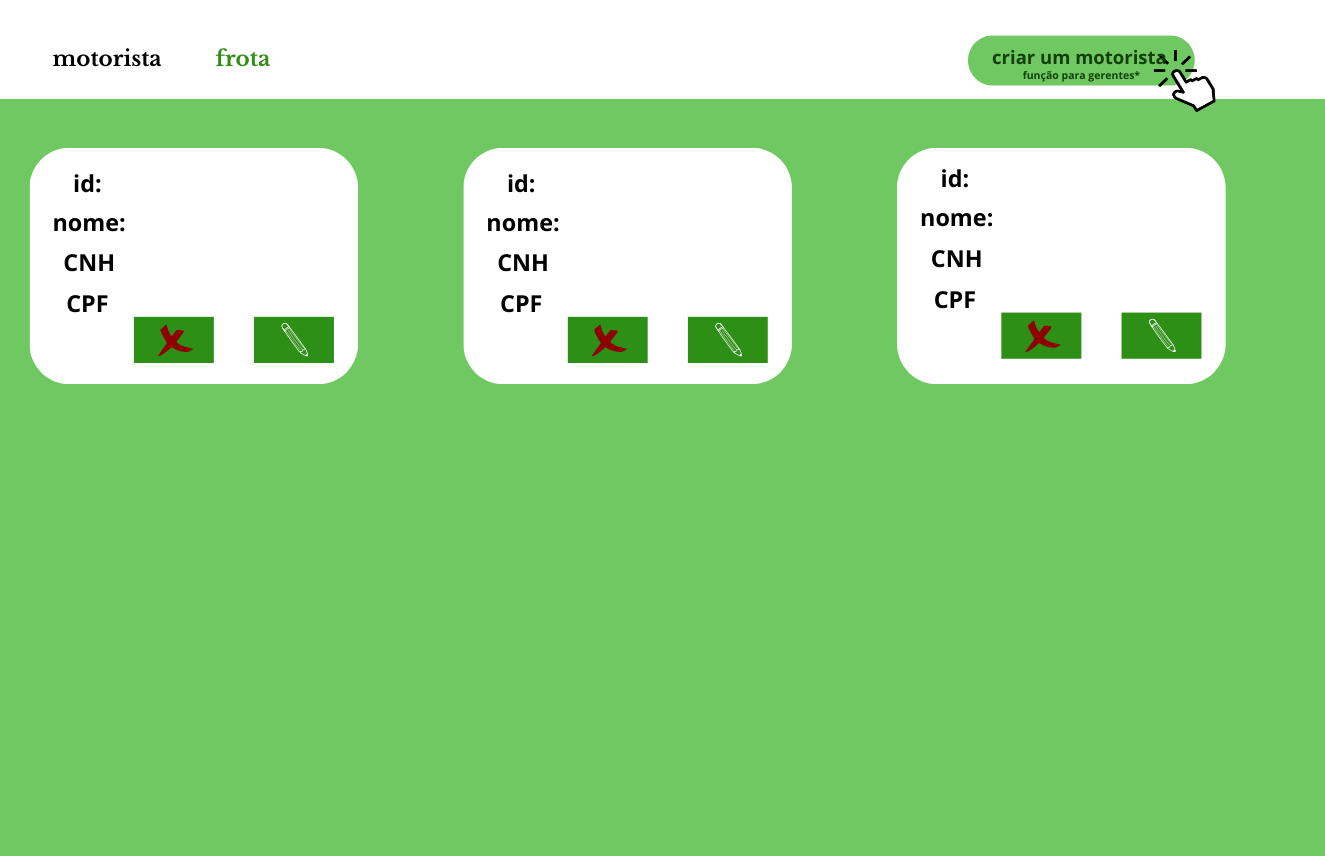 motorista frota
criar um motorista
função para gerentes*
id:
nome:
CNH
CPF
id:
nome:
CNH
CPF
id:
nome:
CNH
CPF